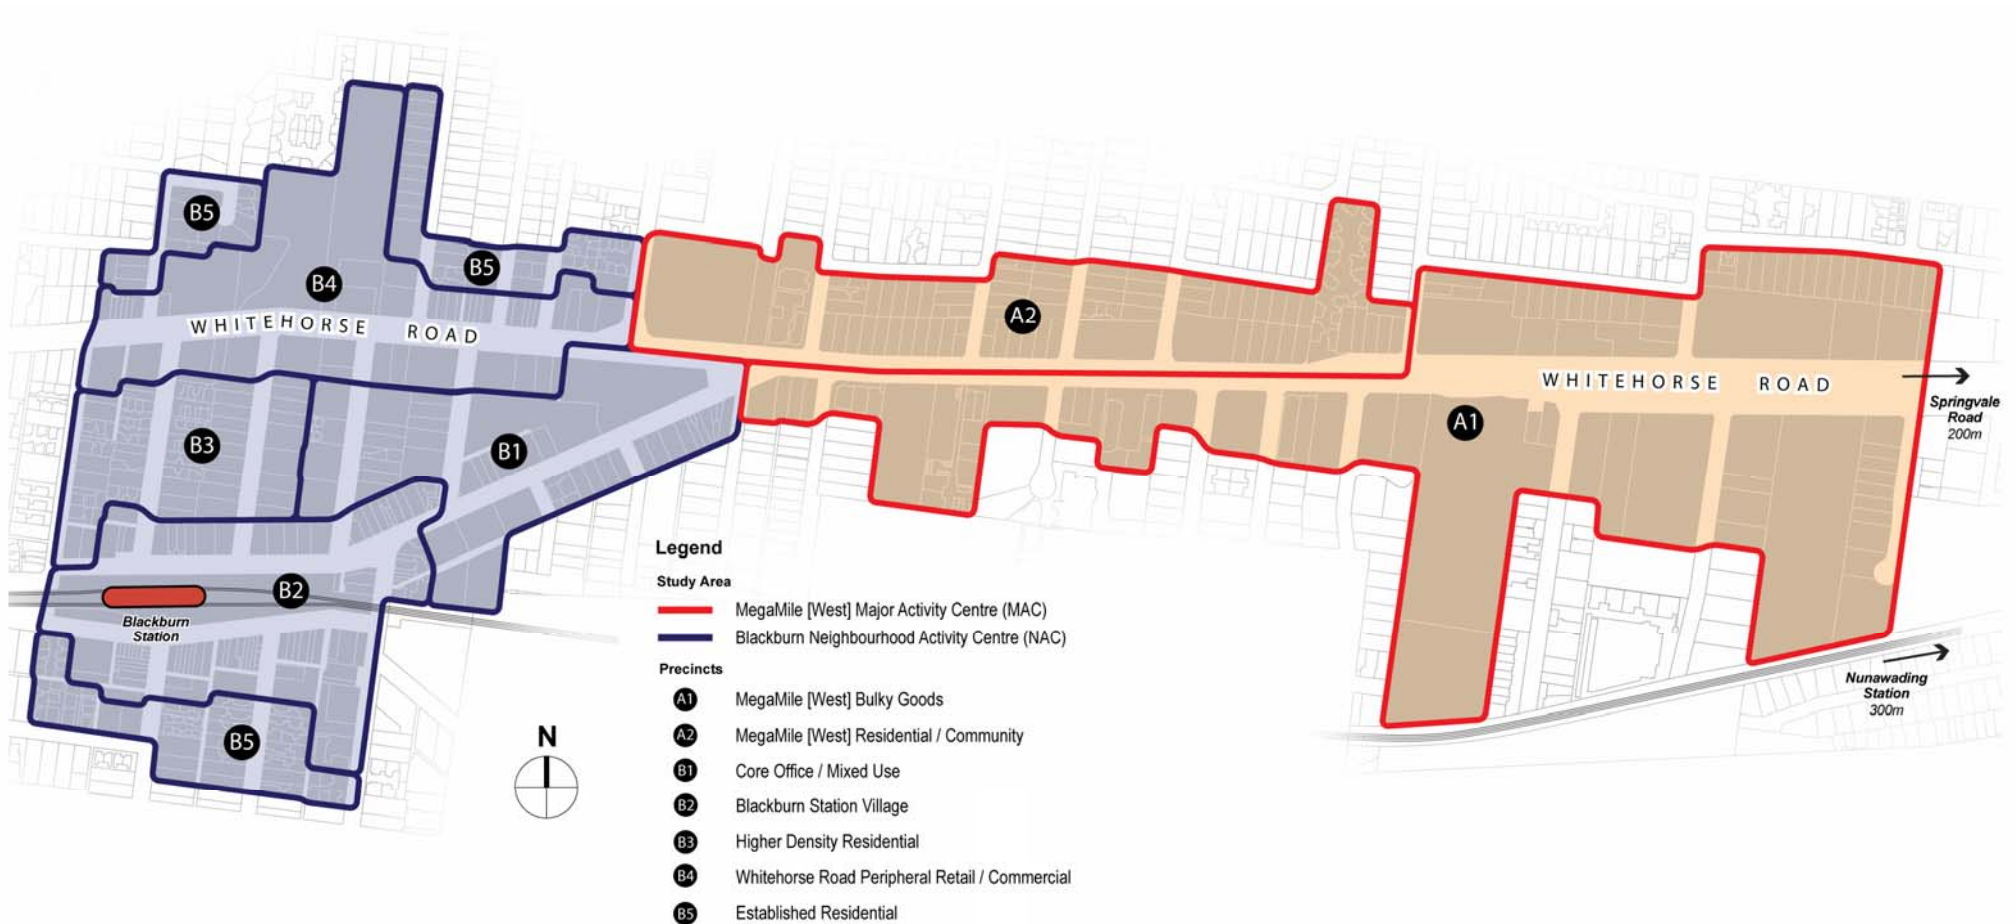 B5
B5
B4
WHITEHORSE ROAD
A2
WHITEHORSE ROAD
Springvale
Road
200m
A1
B3
B1
B2
Blackburn
Station
B5
Nunawading
Station
300m
N
Legend
Study Area
MegaMile [West] Major Activity Centre (MAC)
Blackburn Neighbourhood Activity Centre (NAC)
Precincts
A1 MegaMile [West] Bulky Goods
A2 MegaMile [West] Residential / Community
B1 Core Office / Mixed Use
B2 Blackburn Station Village
B3 Higher Density Residential
B4 Whitehorse Road Peripheral Retail / Commercial
B5 Established Residential